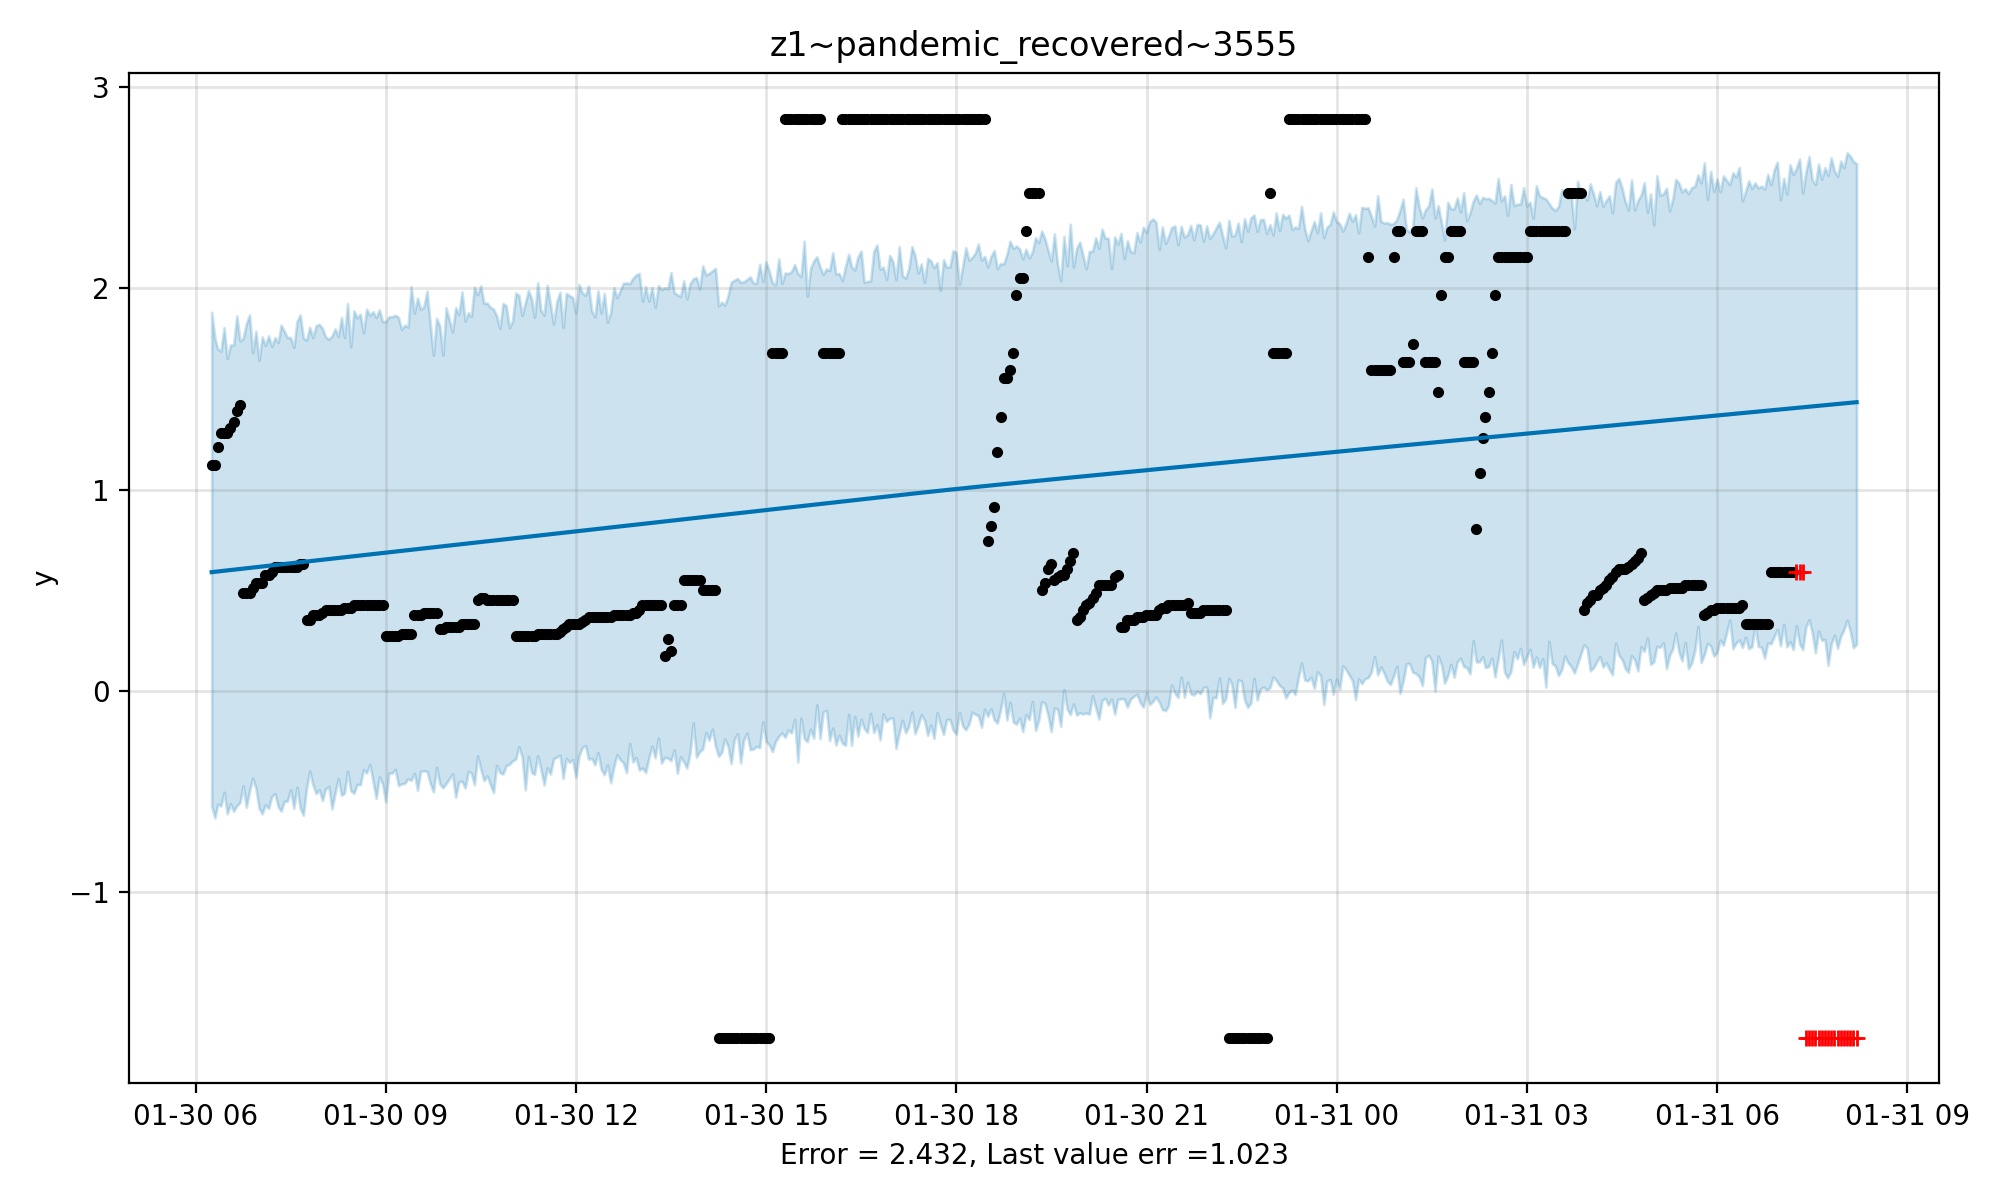 z1~pandemic_recovered~3555
3
2
1
0
−1
y
01-30 06 01-30 09 01-30 12 01-30 15 01-30 18 01-30 21 01-31 00 01-31 03 01-31 06 01-31 09
Error = 2.432, Last value err =1.023